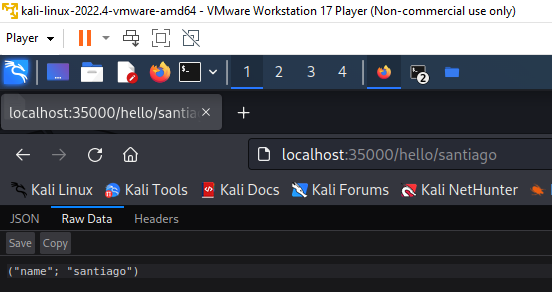 kali-linux-2022.4-vmware-amd64 - VMware Workstation 17 Player (Non-commercial use only)
Player
1 2 3 4 2
localhost:35000/hello/santia
localhost:35000/hello/santiago
Kali Linux Kali Tools Kali Docs Kali Forums Kali NetHunter
JSON Raw Data Headers
Save Copy
("name"; "santiago")